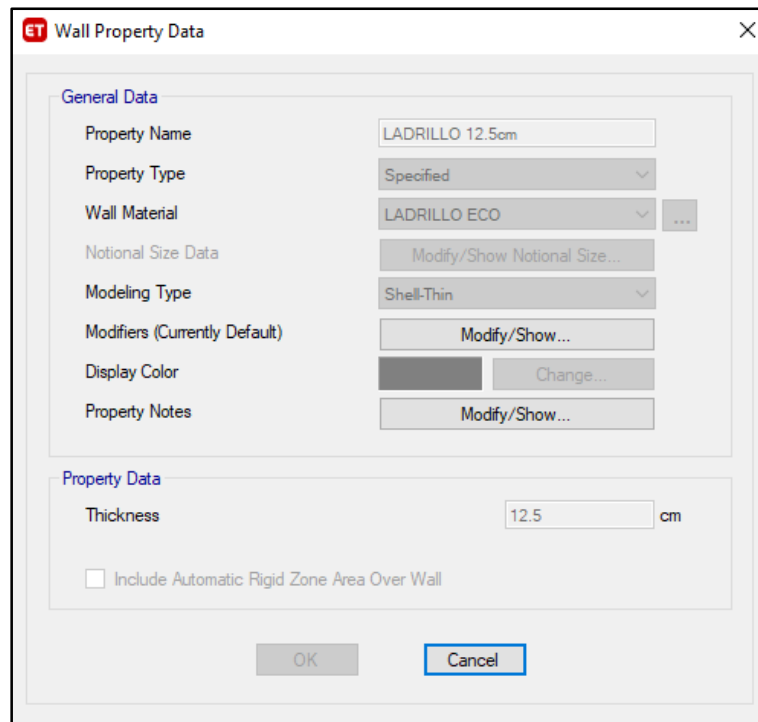 ET Wall Property Data
General Data
Property Name LADRILLO 12.5cm
Property Type Specified
Wall Material LADRILLO ECO ...
Notional Size Data Modify/Show Notional Size...
Modeling Type Shell-Thin
Modifiers (Currently Default) Modify/Show...
Display Color Change...
Property Notes Modify/Show...
Property Data
Thickness 12.5 cm
Include Automatic Rigid Zone Area Over Wall
OK Cancel